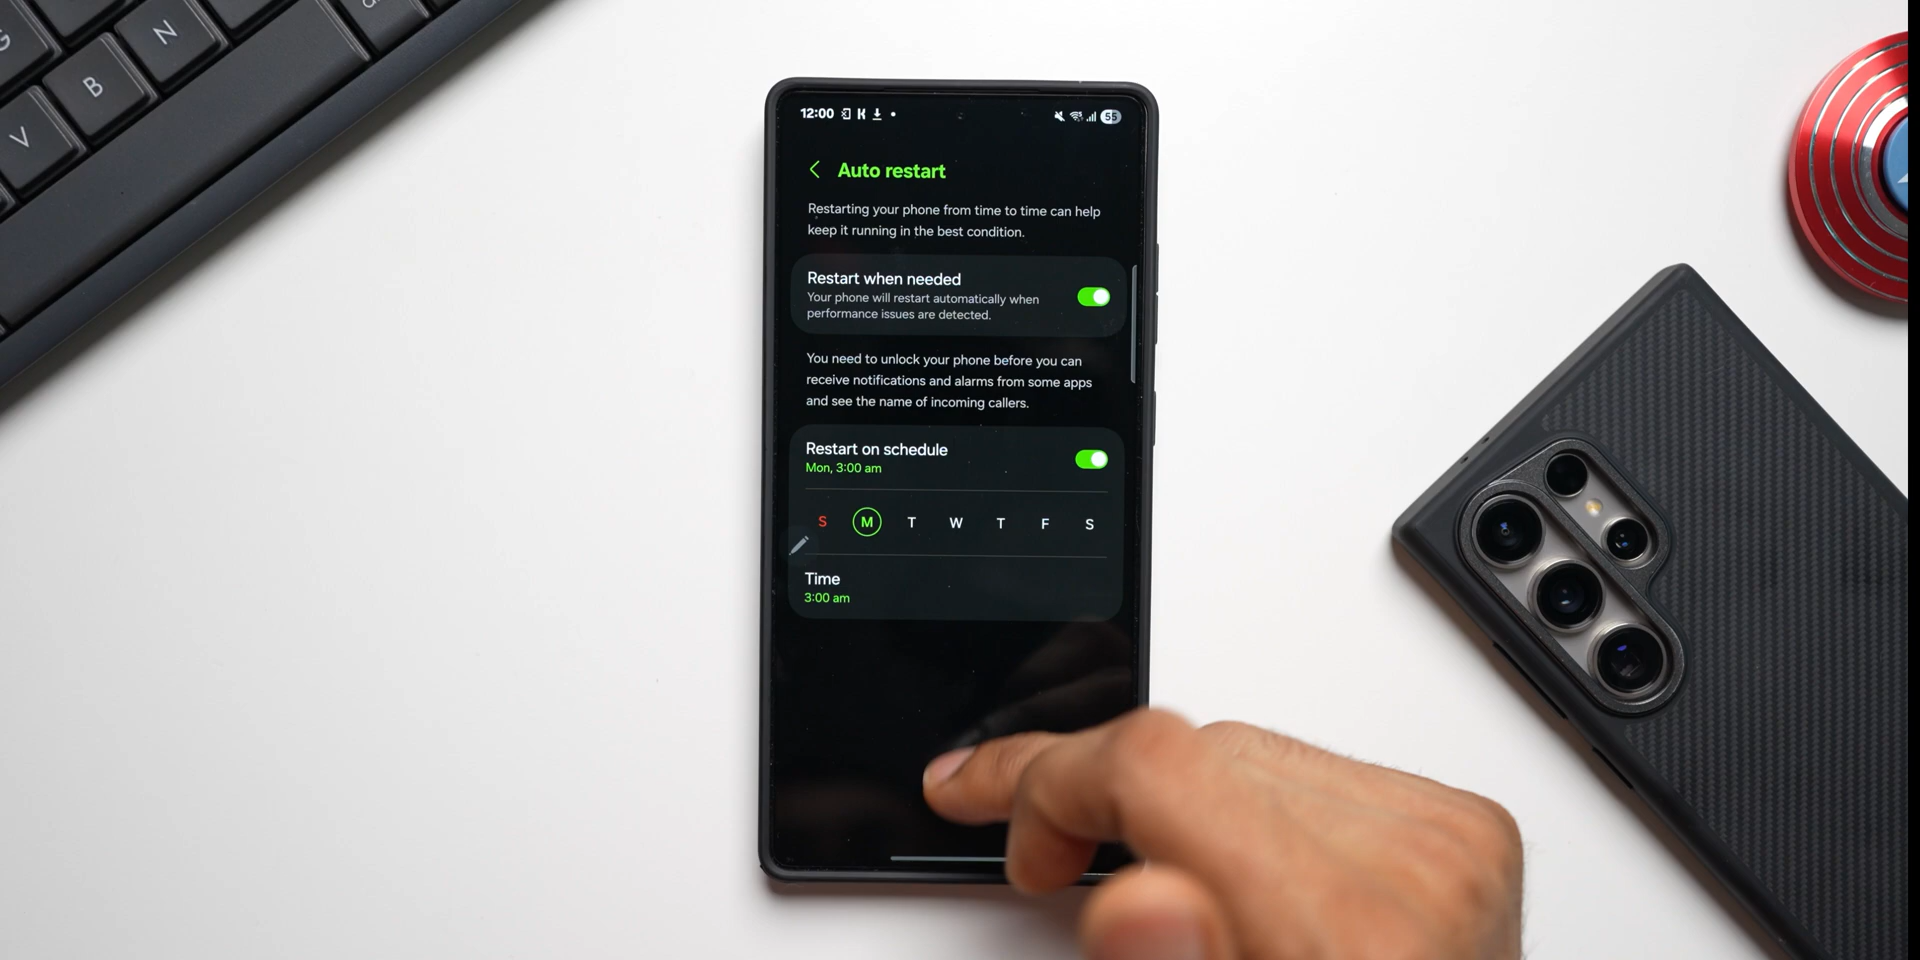 G
B
N
V
12:00
55
Auto restart
Restarting your phone from time to time can help
keep it running in the best condition.
Restart when needed
Your phone will restart automatically when
performance issues are detected.
You need to unlock your phone before you can
receive notifications and alarms from some apps
and see the name of incoming callers.
Restart on schedule
Mon, 3:00 am
S M T W T F S
Time
3:00 am